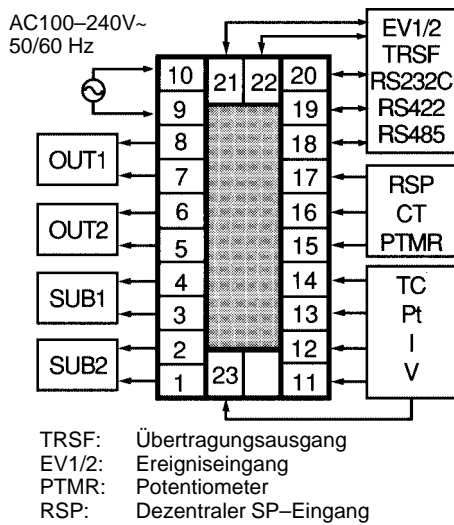 AC100–240V~
50/60 Hz
10 21 22 20
9 19
8 18
7 17
6 16
5 15
4 14
3 13
2 12
1 23 11
OUT1
OUT2
SUB1
SUB2
EV1/2
TRSF
RS232C
RS422
RS485
RSP
CT
PTMR
TC
Pt
I
V
TRSF: Übertragungsausgang
EV1/2: Ereigniseingang
PTMR: Potentiometer
RSP: Dezentraler SP–Eingang